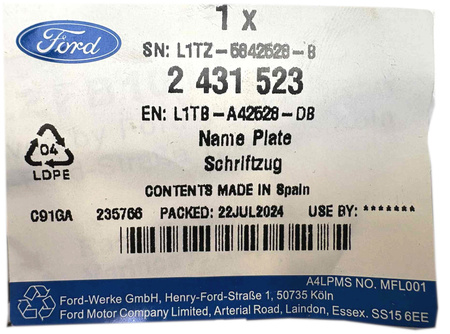 1 x
Ford
SN: L1TZ-5842528-B
2 431 523
EN: L1TB-A42528-DB
Name Plate
Schriftzug
04
LDPE
CONTENTS MADE IN Spain
C91GA 235766 PACKED: 22JUL2024 USE BY: *******
A4LPMS NO. MFL001
Ford-Werke GmbH, Henry-Ford-Straße 1, 50735 Köln
Ford Motor Company Limited, Arterial Road, Laindon, Essex. SS15 6EE